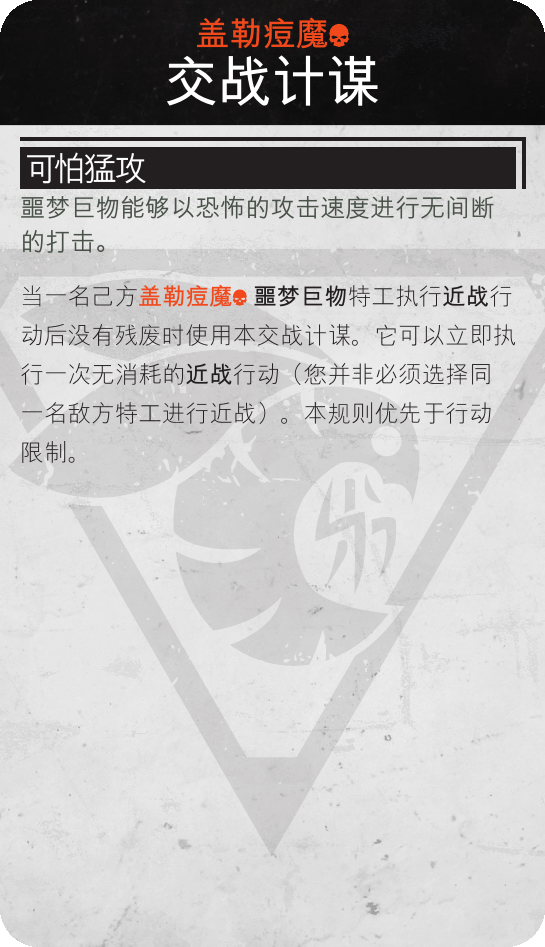 盖勒痘魔
交战计谋
可怕猛攻
噩梦巨物能够以恐怖的攻击速度进行无间断
的打击。
当一名己方盖勒痘魔 噩梦巨物特工执行近战行
动后没有残废时使用本交战计谋。它可以立即执
行一次无消耗的近战行动（您并非必须选择同
一名敌方特工进行近战）。本规则优先于行动
限制。